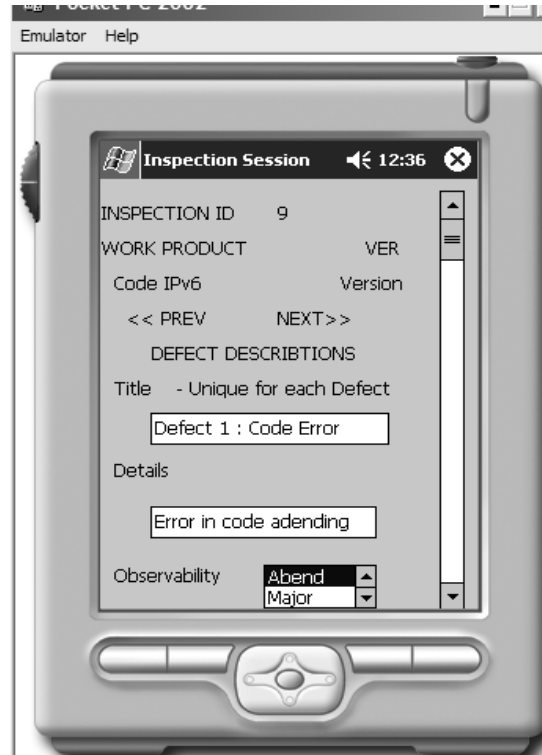 Pocket PC 2002
Emulator Help
Inspection Session 12:36
INSPECTION ID 9
WORK PRODUCT VER
Code IPv6 Version
<< PREV NEXT>>
DEFECT DESCRIBTIONS
Title - Unique for each Defect
Defect 1 : Code Error
Details
Error in code adending
Observability Abend
Major